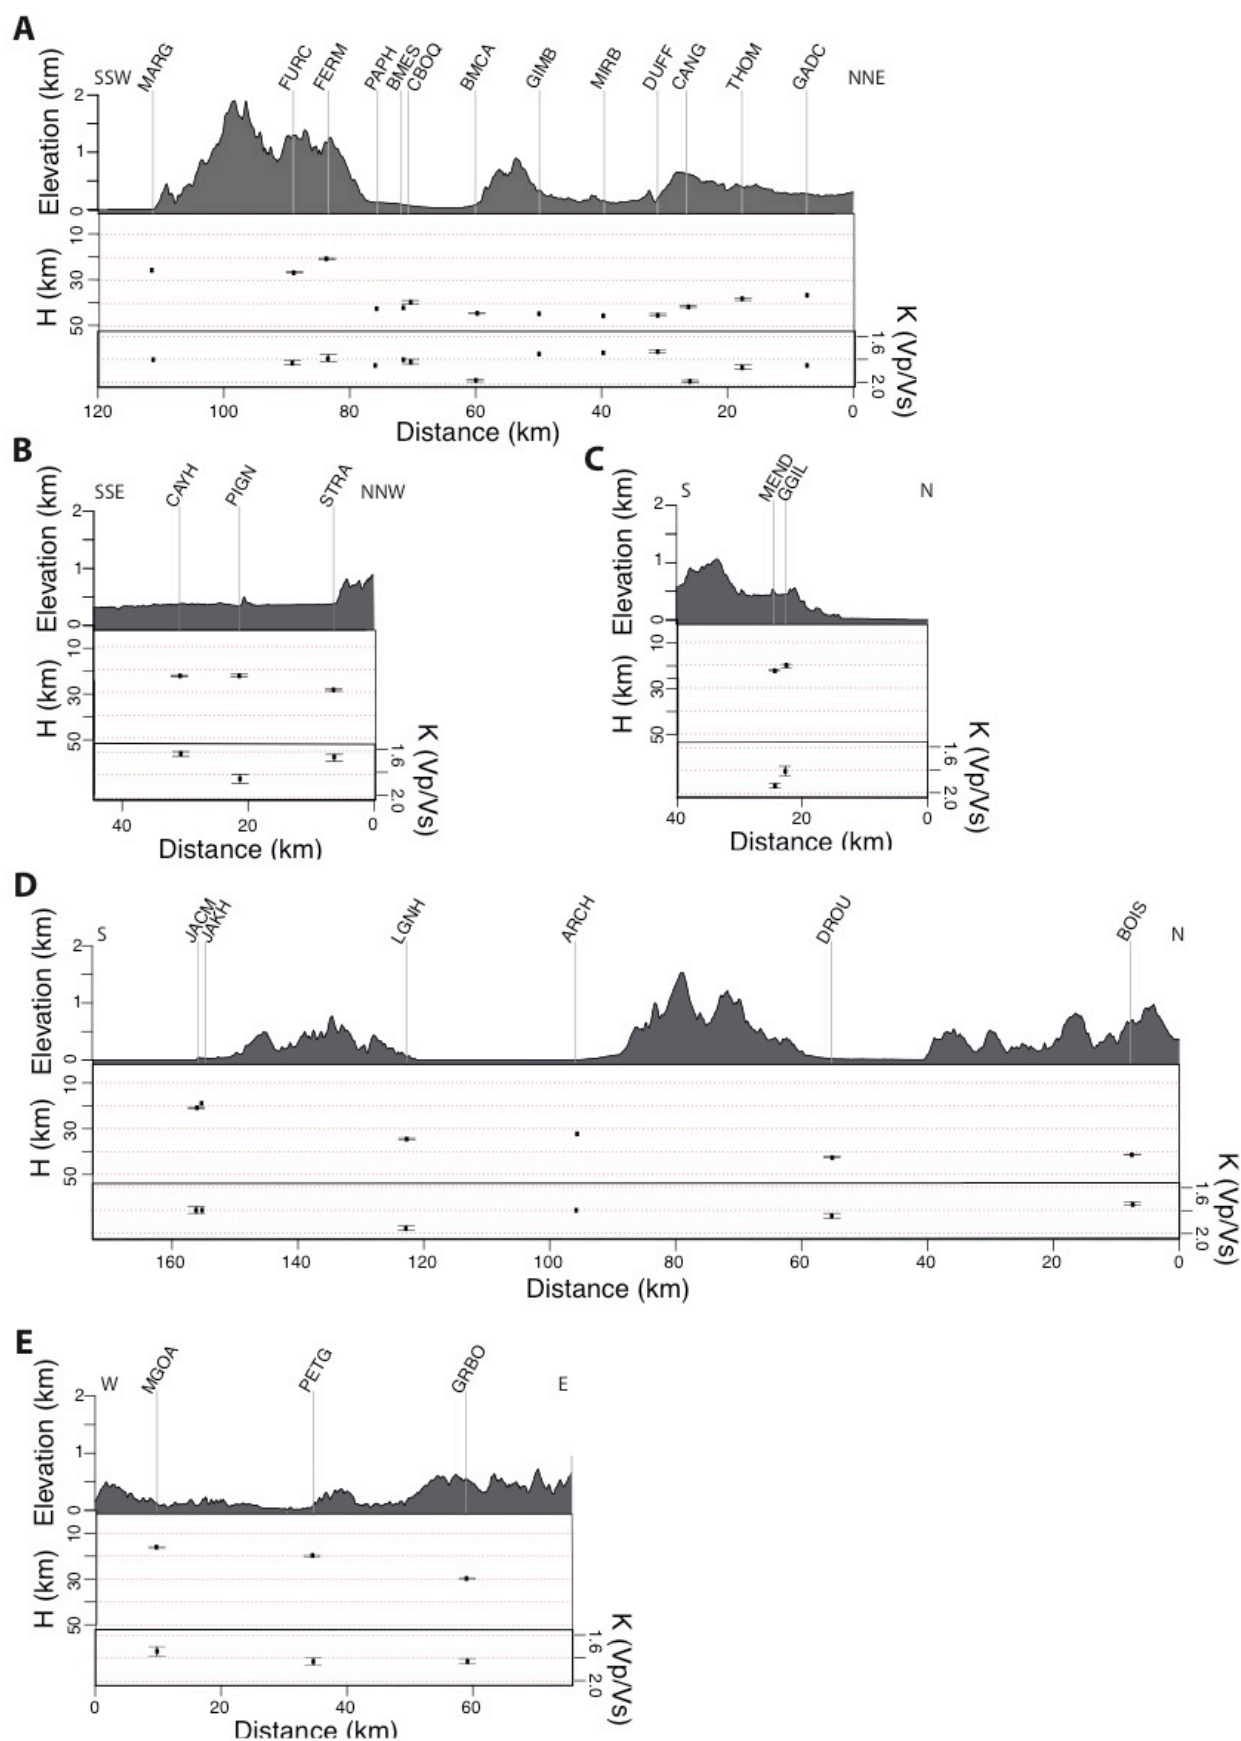 A
SSW MARG FURC FERM PAPH BMES CBOQ BMCA GIMB MIRB DUFF CANG THOM GADC NNE
Elevation (km)
2
1
0
H (km)
10
30
50
K (Vp/Vs)
1.6
2.0
120 100 80 60 40 20 0
Distance (km)
B
SSE CAYH PIGN STRA NNW
Elevation (km)
2
1
0
H (km)
10
30
50
K (Vp/Vs)
1.6
2.0
40 20 0
Distance (km)
C
S MEND GGIL N
Elevation (km)
2
1
0
H (km)
10
30
50
K (Vp/Vs)
1.6
2.0
40 20 0
Distance (km)
D
S JACM JAKH LGNH ARCH DROU BOIS N
Elevation (km)
2
1
0
H (km)
10
30
50
K (Vp/Vs)
1.6
2.0
160 140 120 100 80 60 40 20 0
Distance (km)
E
W MGOA PETG GRBO E
Elevation (km)
2
1
0
H (km)
10
30
50
K (Vp/Vs)
1.6
2.0
0 20 40 60
Distance (km)